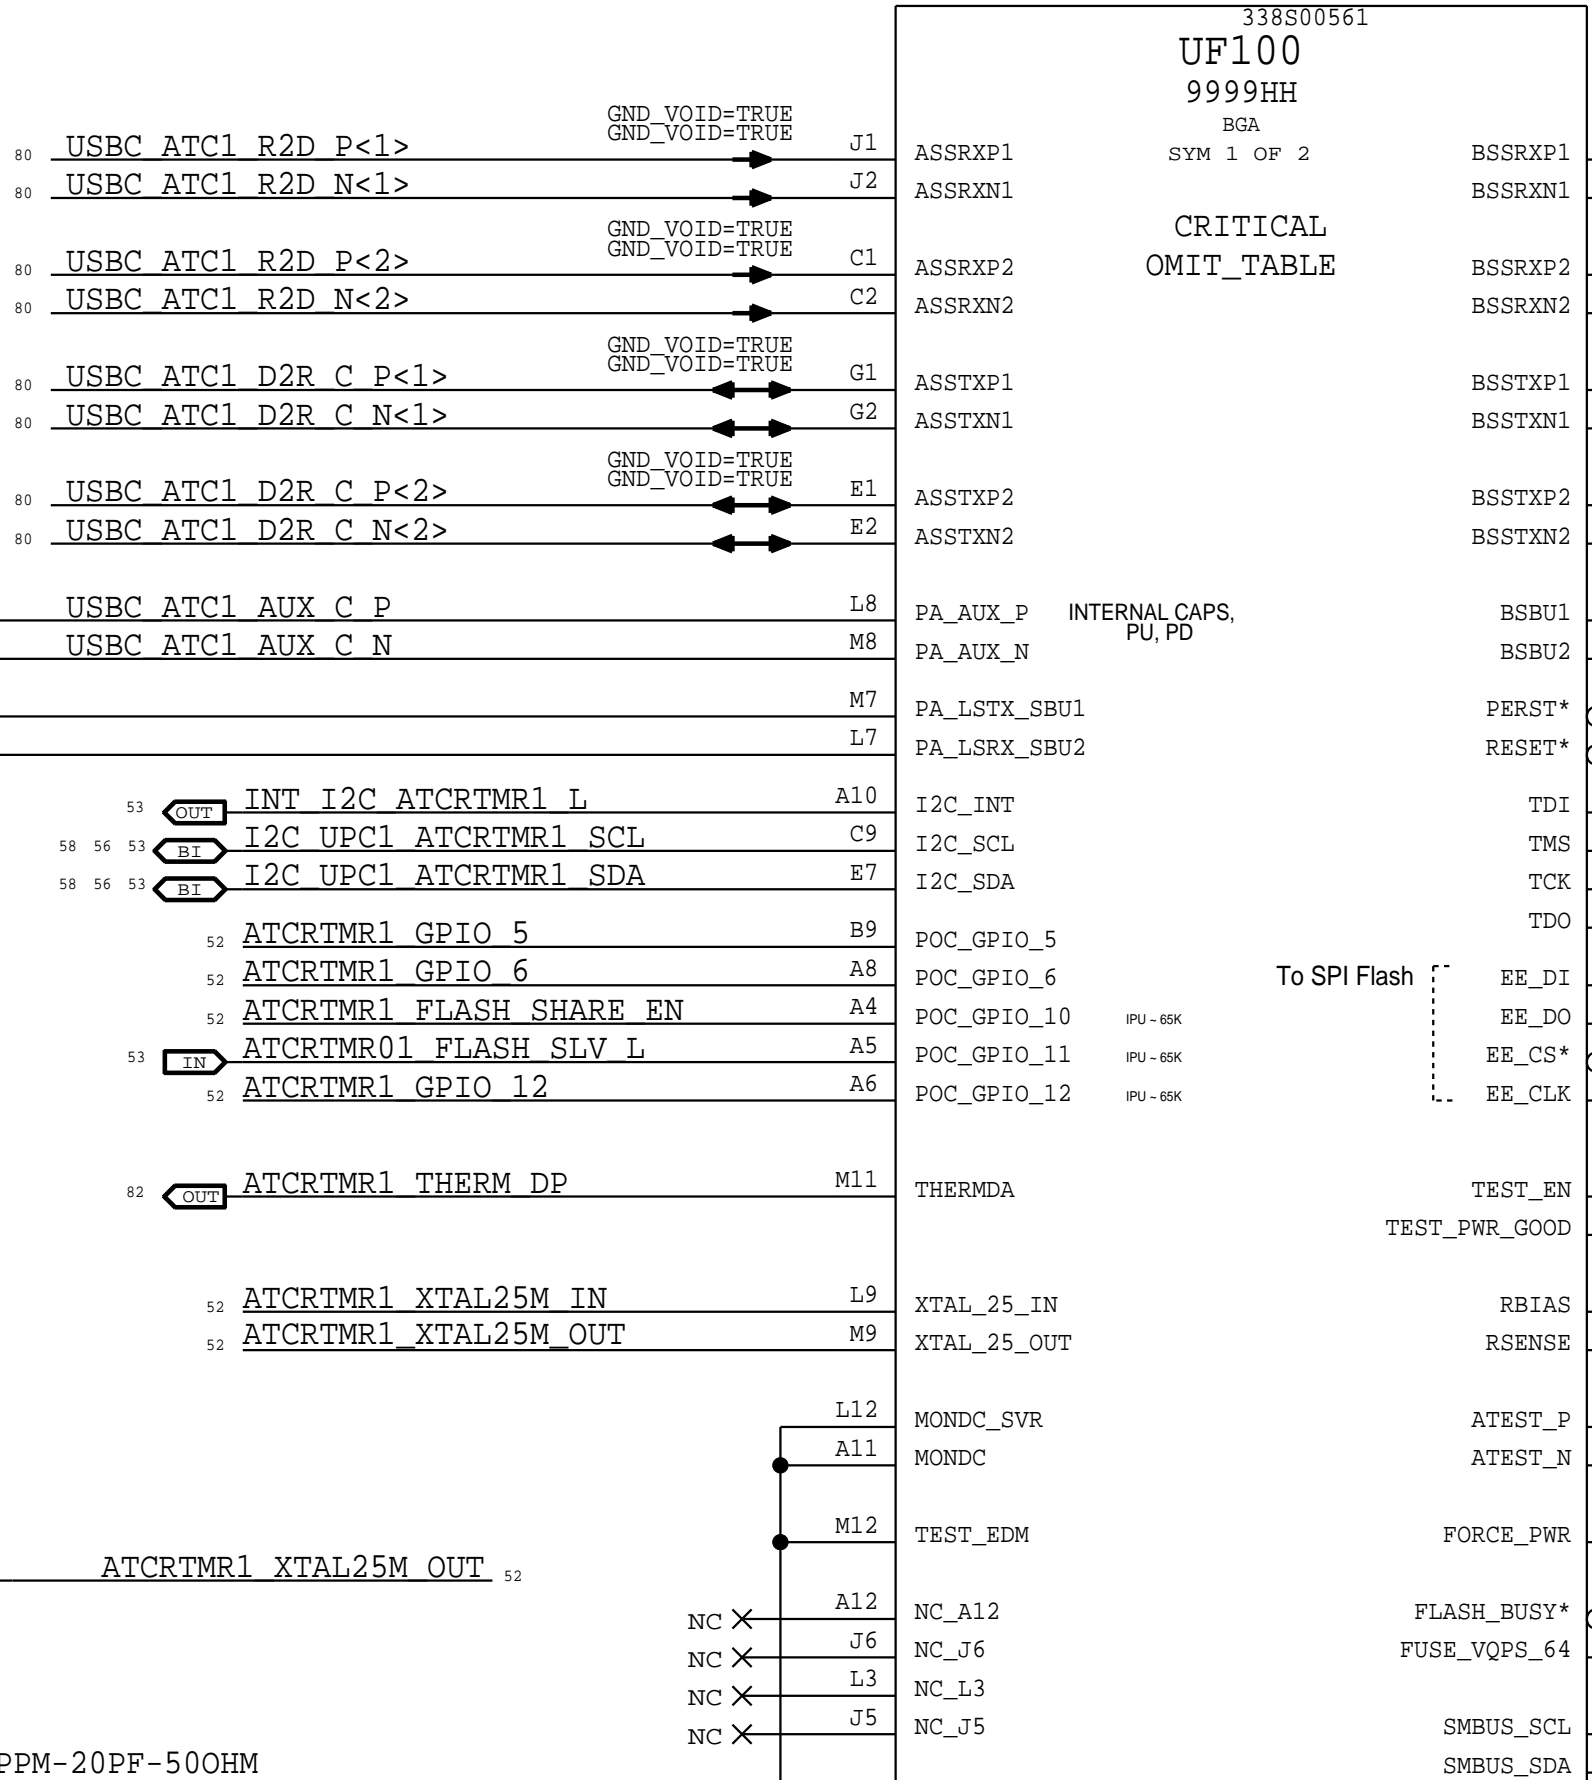 338S00561
UF100
9999HH
BGA
SYM 1 OF 2
CRITICAL
OMIT_TABLE
GND_VOID=TRUE
GND_VOID=TRUE
80 USBC_ATC1_R2D_P<1> J1 ASSRXP1 BSSRXP1
80 USBC_ATC1_R2D_N<1> J2 ASSRXN1 BSSRXN1
GND_VOID=TRUE
GND_VOID=TRUE
80 USBC_ATC1_R2D_P<2> C1 ASSRXP2 BSSRXP2
80 USBC_ATC1_R2D_N<2> C2 ASSRXN2 BSSRXN2
GND_VOID=TRUE
GND_VOID=TRUE
80 USBC_ATC1_D2R_C_P<1> G1 ASSTXP1 BSSTXP1
80 USBC_ATC1_D2R_C_N<1> G2 ASSTXN1 BSSTXN1
GND_VOID=TRUE
GND_VOID=TRUE
80 USBC_ATC1_D2R_C_P<2> E1 ASSTXP2 BSSTXP2
80 USBC_ATC1_D2R_C_N<2> E2 ASSTXN2 BSSTXN2
USBC_ATC1_AUX_C_P L8 PA_AUX_P INTERNAL CAPS, BSBU1
PU, PD
USBC_ATC1_AUX_C_N M8 PA_AUX_N BSBU2
M7 PA_LSTX_SBU1 PERST*
L7 PA_LSRX_SBU2 RESET*
53 OUT INT_I2C_ATCRTMR1_L A10 I2C_INT TDI
58 56 53 BI I2C_UPC1_ATCRTMR1_SCL C9 I2C_SCL TMS
58 56 53 BI I2C_UPC1_ATCRTMR1_SDA E7 I2C_SDA TCK
TDO
52 ATCRTMR1_GPIO_5 B9 POC_GPIO_5
52 ATCRTMR1_GPIO_6 A8 POC_GPIO_6 To SPI Flash EE_DI
52 ATCRTMR1_FLASH_SHARE_EN A4 POC_GPIO_10 IPU ~ 65K EE_DO
53 IN ATCRTMR01_FLASH_SLV_L A5 POC_GPIO_11 IPU ~ 65K EE_CS*
52 ATCRTMR1_GPIO_12 A6 POC_GPIO_12 IPU ~ 65K EE_CLK
82 OUT ATCRTMR1_THERM_DP M11 THERMDA TEST_EN
TEST_PWR_GOOD
52 ATCRTMR1_XTAL25M_IN L9 XTAL_25_IN RBIAS
52 ATCRTMR1_XTAL25M_OUT M9 XTAL_25_OUT RSENSE
L12 MONDC_SVR ATEST_P
A11 MONDC ATEST_N
M12 TEST_EDM FORCE_PWR
ATCRTMR1_XTAL25M_OUT 52
NC A12 NC_A12 FLASH_BUSY*
NC J6 NC_J6 FUSE_VQPS_64
NC L3 NC_L3
NC J5 NC_J5 SMBUS_SCL
PPM-20PF-50OHM SMBUS_SDA